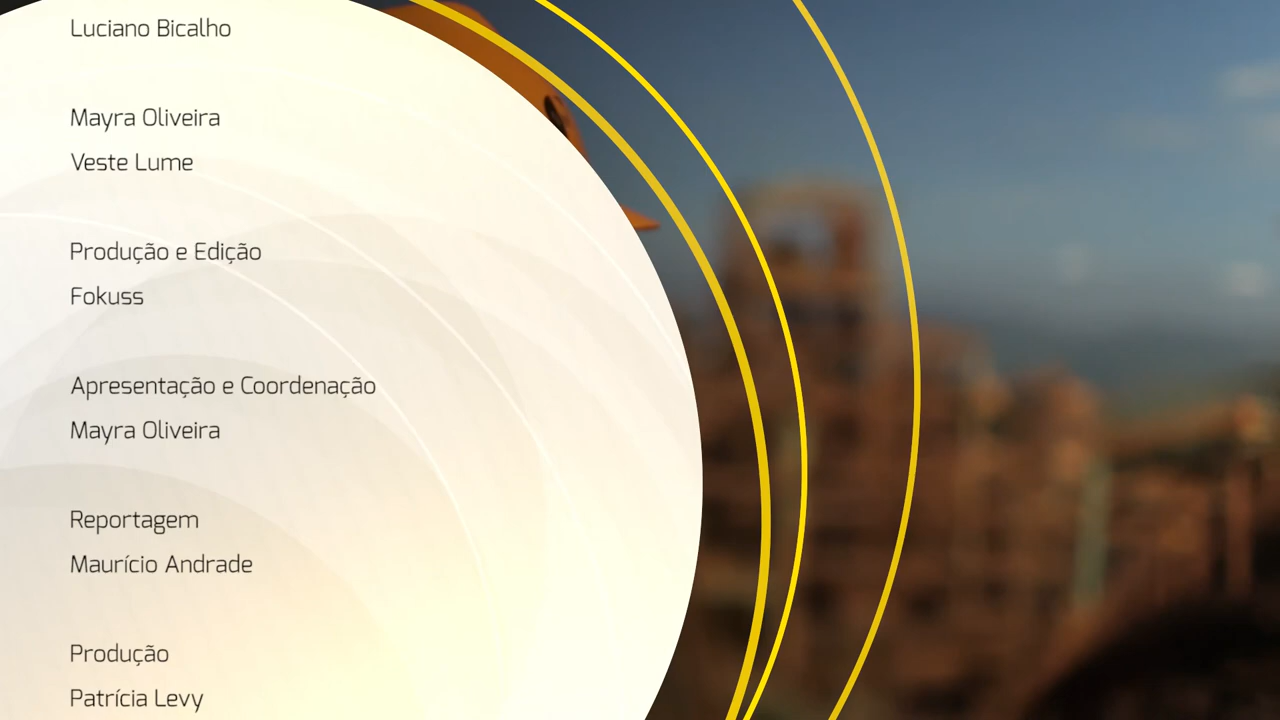 Luciano Bicalho
Mayra Oliveira
Veste Lume
Produção e Edição
Fokuss
Apresentação e Coordenação
Mayra Oliveira
Reportagem
Maurício Andrade
Produção
Patrícia Levy